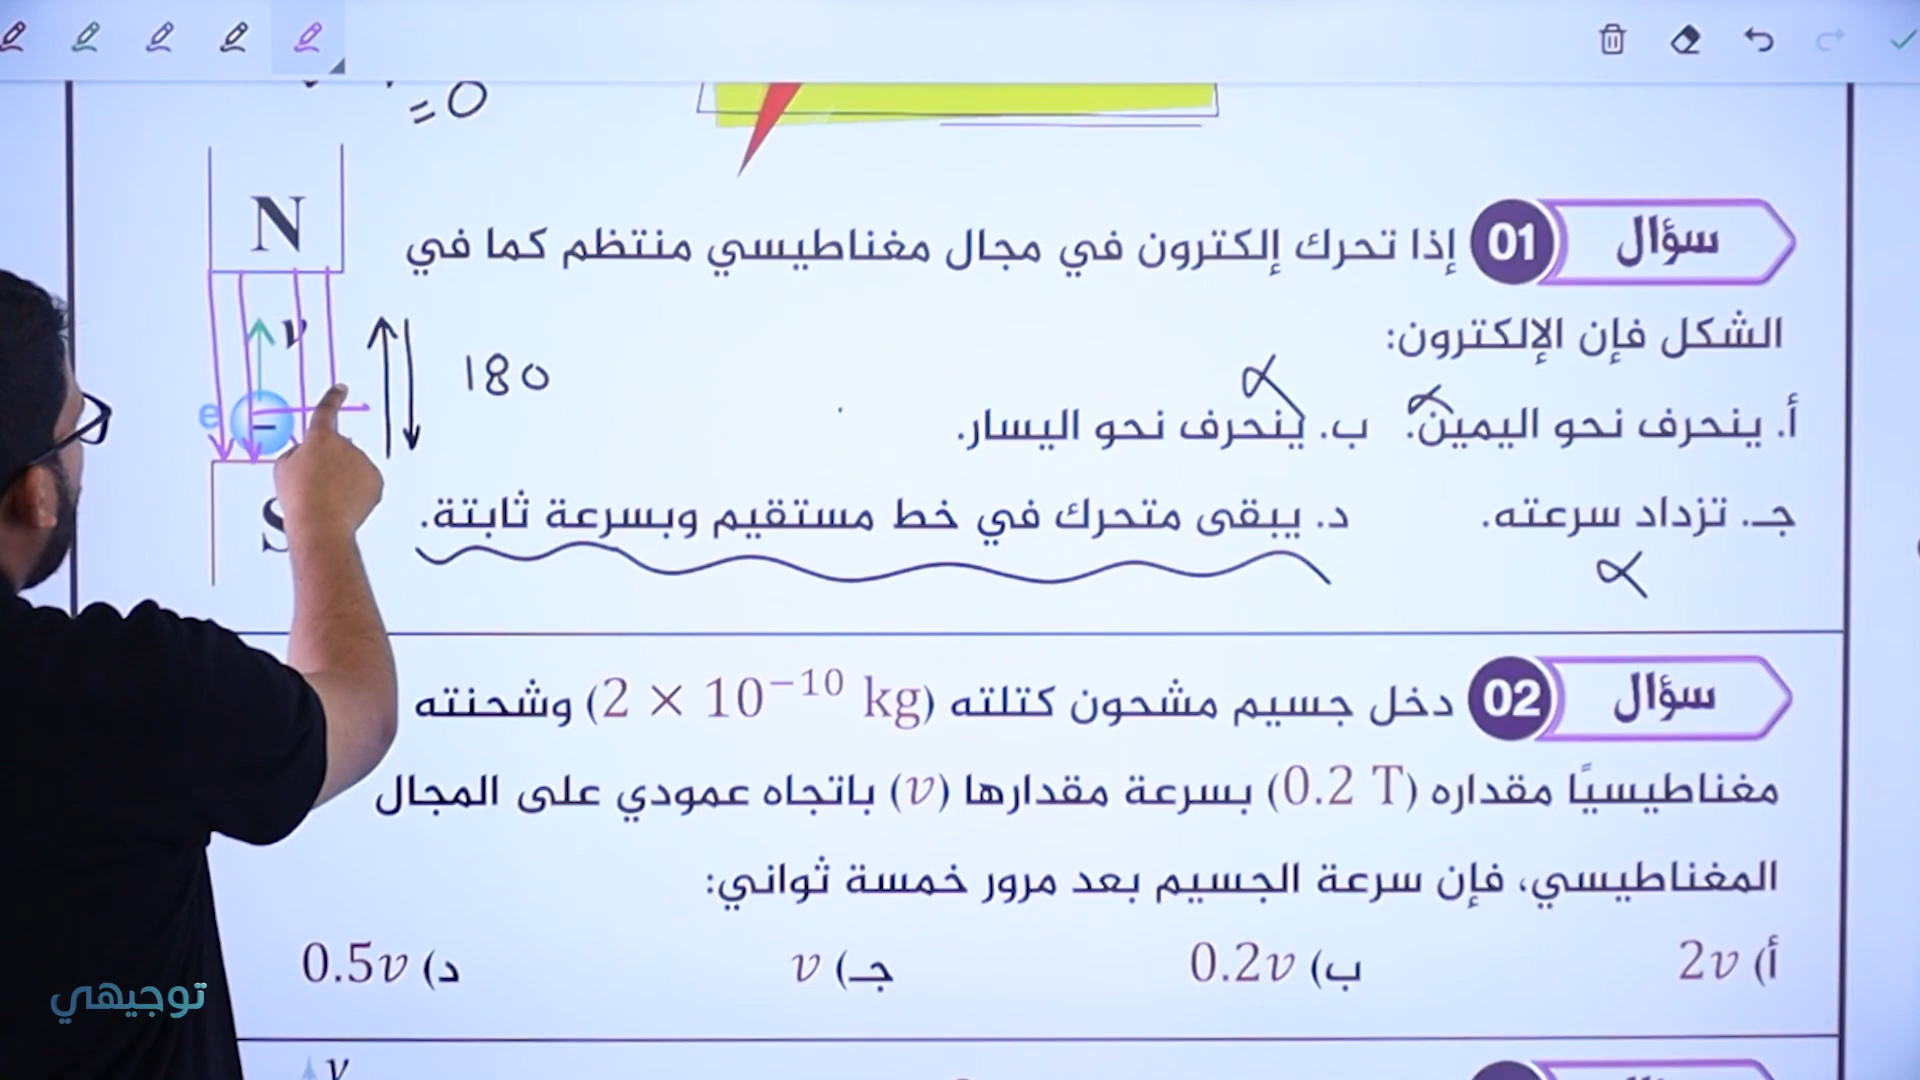 =0
N
سؤال 01 إذا تحرك إلكترون في مجال مغناطيسي منتظم كما في
الشكل فإن الإلكترون:
v
e
−
180
أ. ينحرف نحو اليمين. ب. ينحرف نحو اليسار.
جـ. تزداد سرعته. د. يبقى متحرك في خط مستقيم وبسرعة ثابتة.
S
سؤال 02 دخل جسيم مشحون كتلته (2 × 10⁻¹⁰ kg) وشحنته
مغناطيسيًا مقداره (0.2 T) بسرعة مقدارها (v) باتجاه عمودي على المجال
المغناطيسي، فإن سرعة الجسيم بعد مرور خمسة ثواني:
أ) 2v ب) 0.2v جـ) v د) 0.5v
توجيهي
v